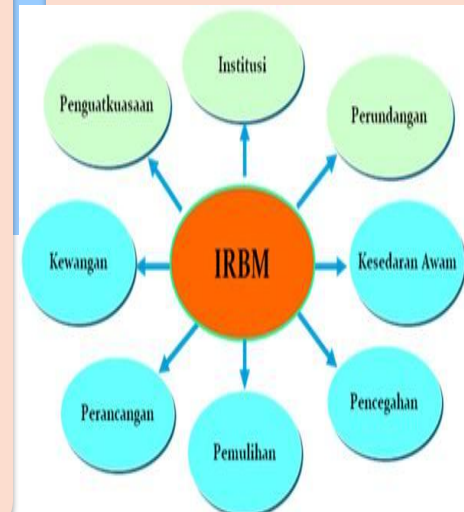 Institusi
Penguatkuasaan
Perundangan
Kewangan
IRBM
Kesedaran Awam
Perancangan
Pencegahan
Pemulihan